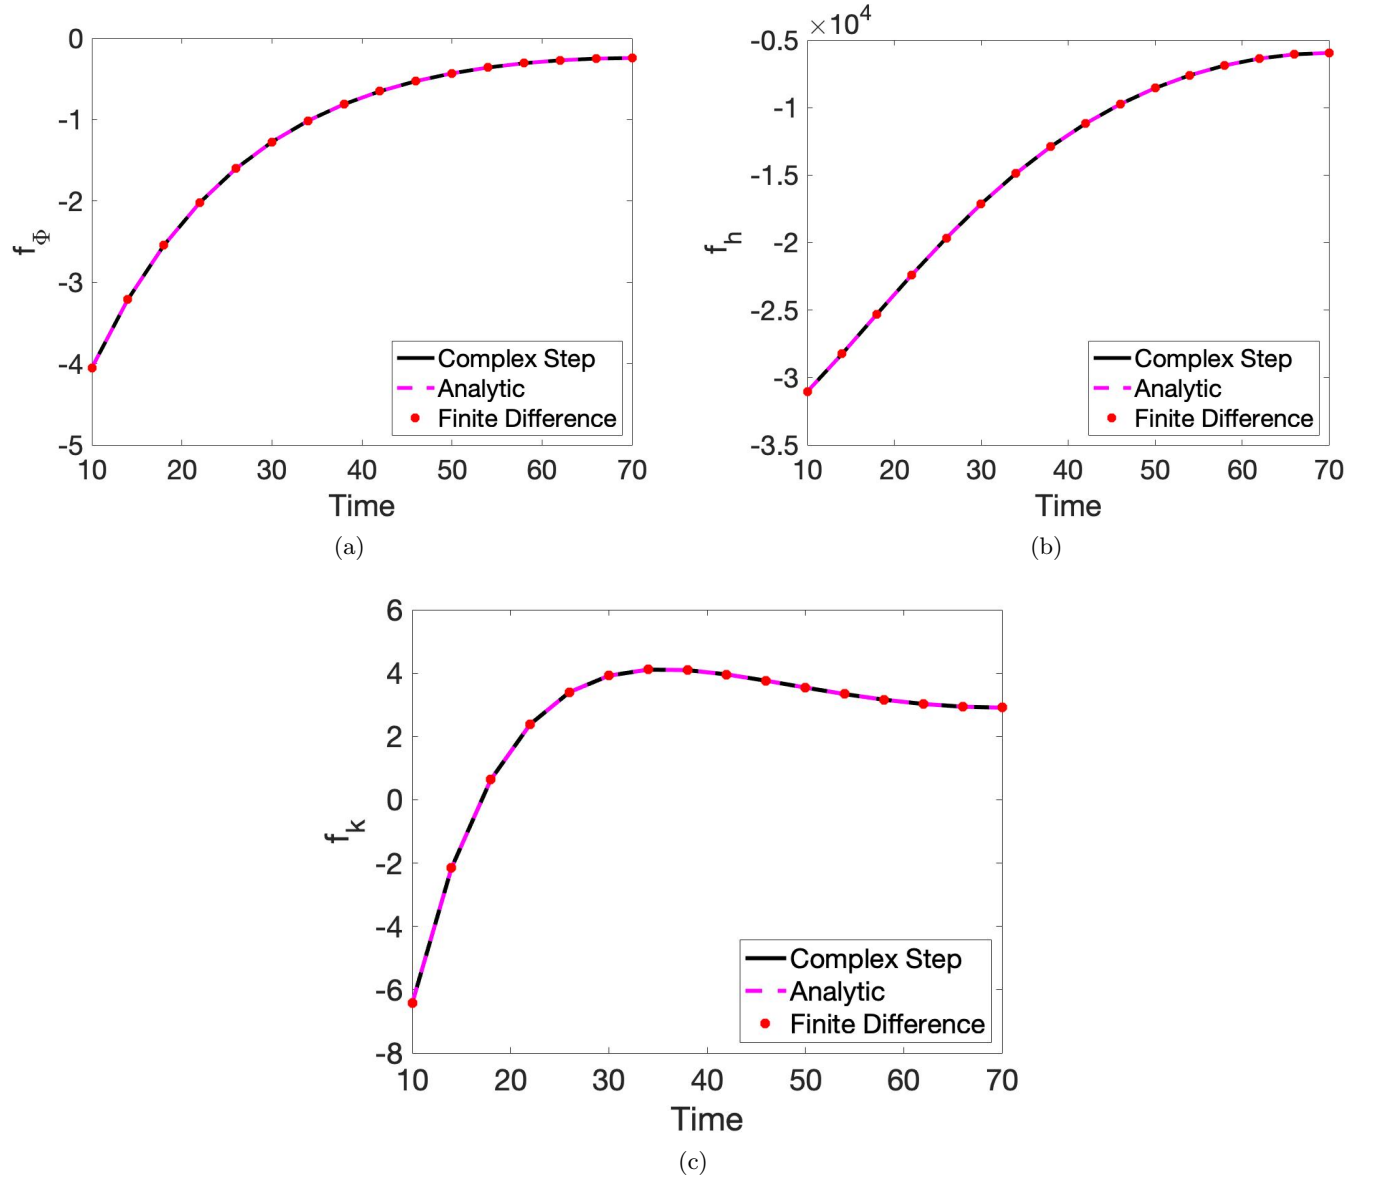 ×10⁴
0
-1
-2
-3
-4
-5
f_Φ
10 20 30 40 50 60 70
Time
Complex Step
Analytic
Finite Difference
(a)
-0.5
-1
-1.5
-2
-2.5
-3
-3.5
f_h
10 20 30 40 50 60 70
Time
Complex Step
Analytic
Finite Difference
(b)
6
4
2
0
-2
-4
-6
-8
f_k
10 20 30 40 50 60 70
Time
Complex Step
Analytic
Finite Difference
(c)